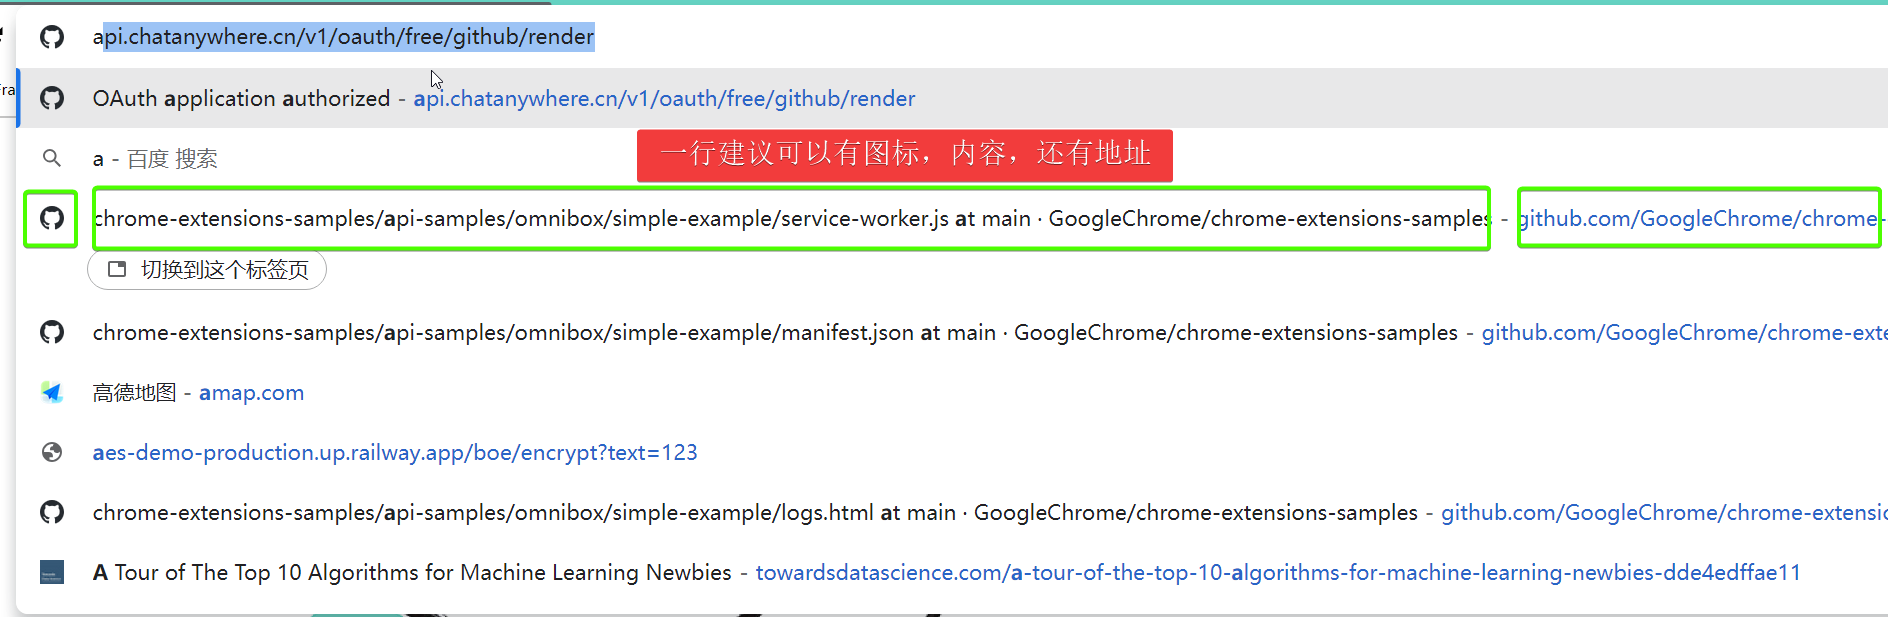 api.chatanywhere.cn/v1/oauth/free/github/render
OAuth application authorized - api.chatanywhere.cn/v1/oauth/free/github/render
一行建议可以有图标，内容，还有地址
a - 百度 搜索
chrome-extensions-samples/api-samples/omnibox/simple-example/service-worker.js at main · GoogleChrome/chrome-extensions-samples - github.com/GoogleChrome/chrome-
切换到这个标签页
chrome-extensions-samples/api-samples/omnibox/simple-example/manifest.json at main · GoogleChrome/chrome-extensions-samples - github.com/GoogleChrome/chrome-exte
高德地图 - amap.com
aes-demo-production.up.railway.app/boe/encrypt?text=123
chrome-extensions-samples/api-samples/omnibox/simple-example/logs.html at main · GoogleChrome/chrome-extensions-samples - github.com/GoogleChrome/chrome-extensic
A Tour of The Top 10 Algorithms for Machine Learning Newbies - towardsdatascience.com/a-tour-of-the-top-10-algorithms-for-machine-learning-newbies-dde4edffae11